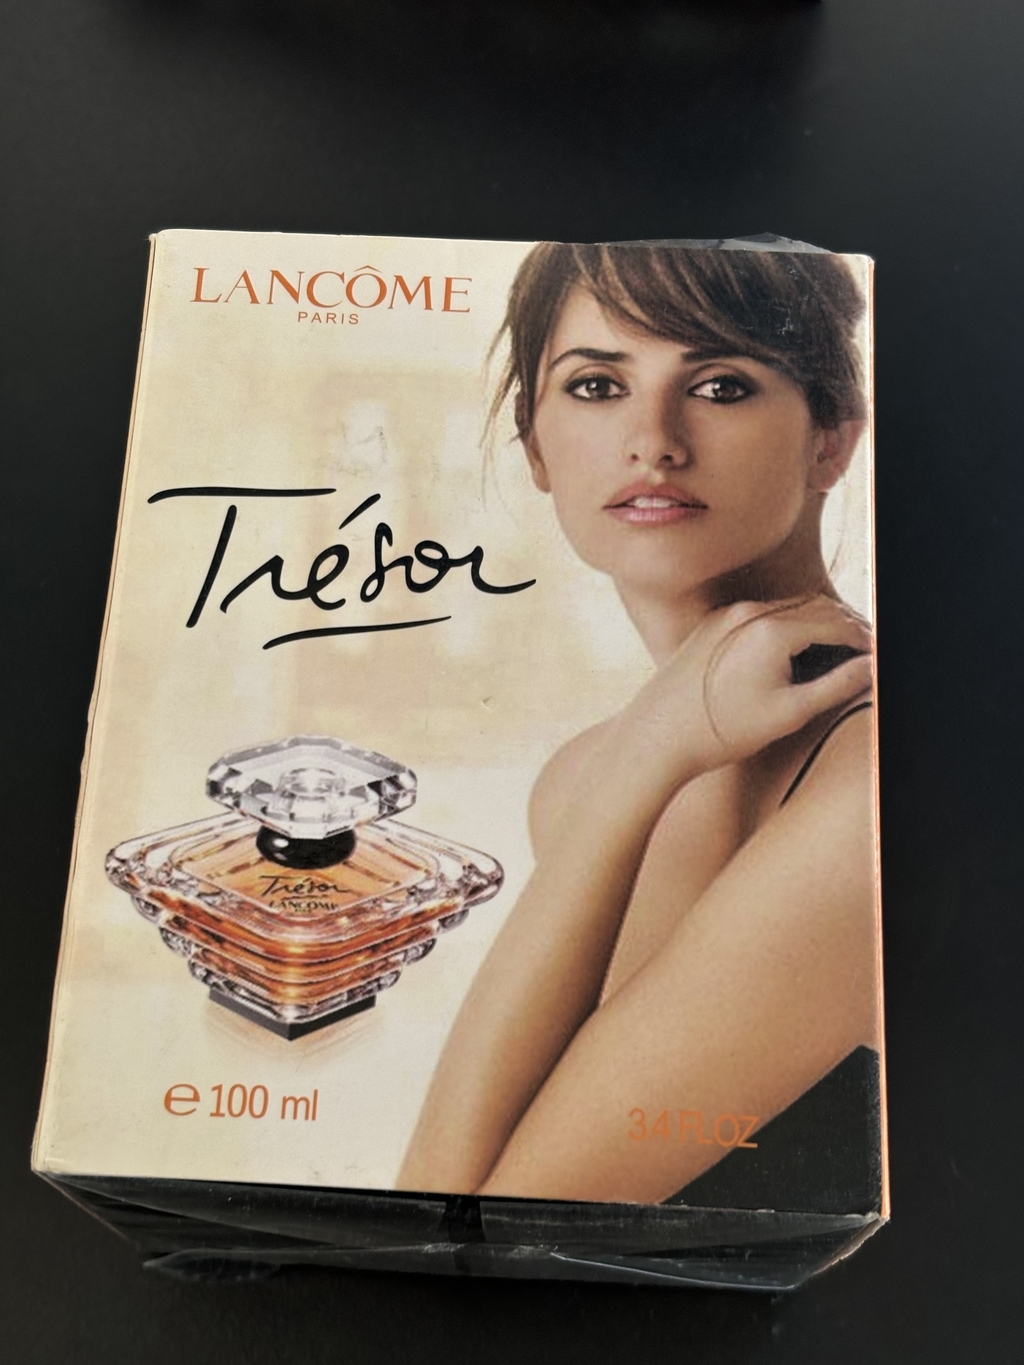 LANCÔME
PARIS
Trésor
Trésor
LANCÔME
℮ 100 ml
3.4 FL.OZ